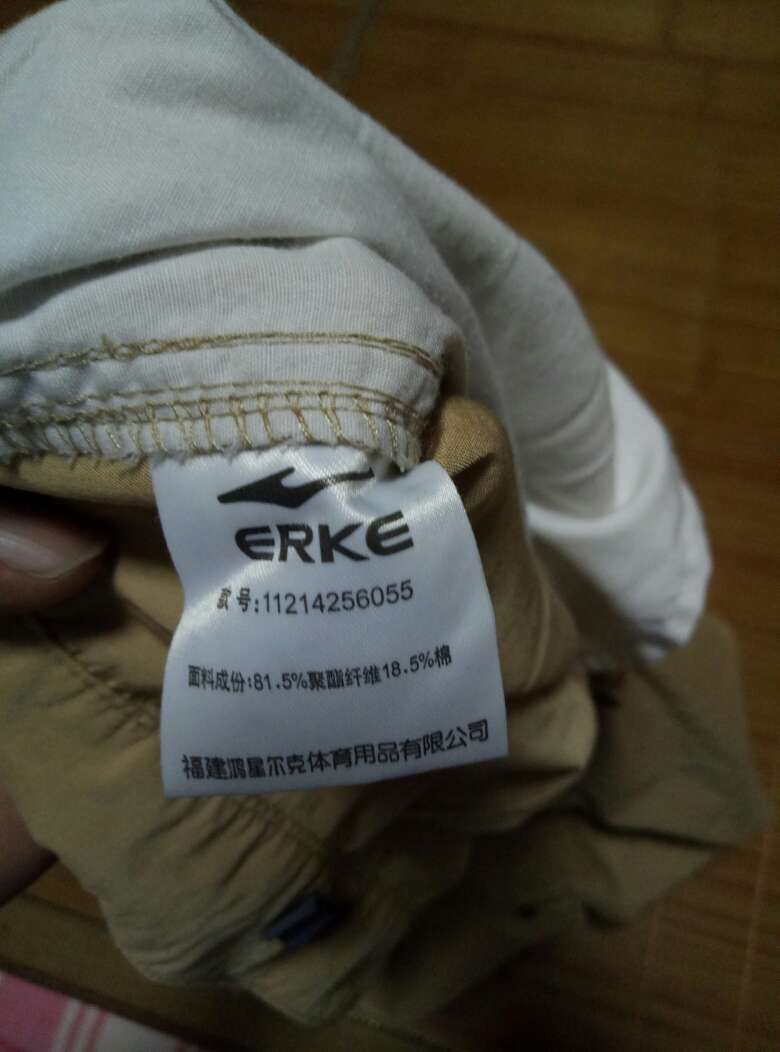 ERKE
款号:11214256055
面料成份:81.5%聚酯纤维18.5%棉
福建鸿星尔克体育用品有限公司